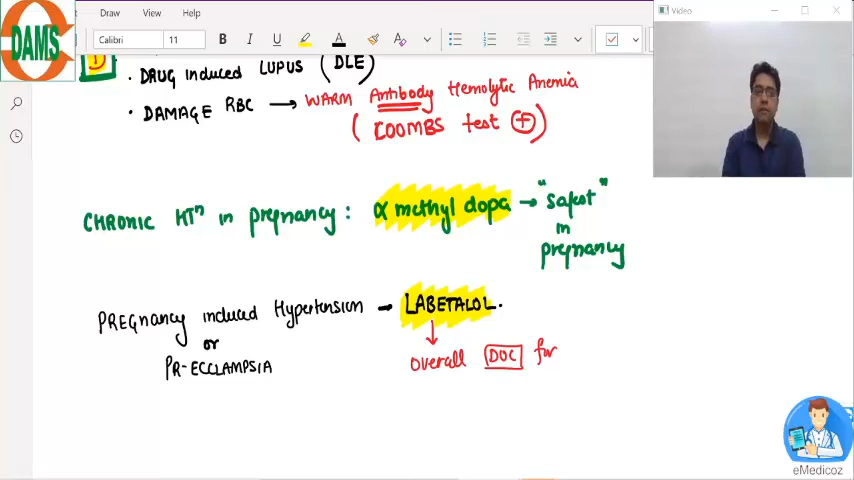 Draw View Window Help
DAMS
Calibri 11 B I U A
Video
D
• DRUG induced LUPUS (DLE)
• DAMAGE RBC → WARM Antibody Hemolytic Anemia
(COOMBS test +)
CHRONIC HTn in pregnancy : α methyl dopa → "safest" in pregnancy
PREGnancy induced Hypertension - LABETALOL.
or
PR-ECCLAMPSIA
overall DOC for
eMedicoz